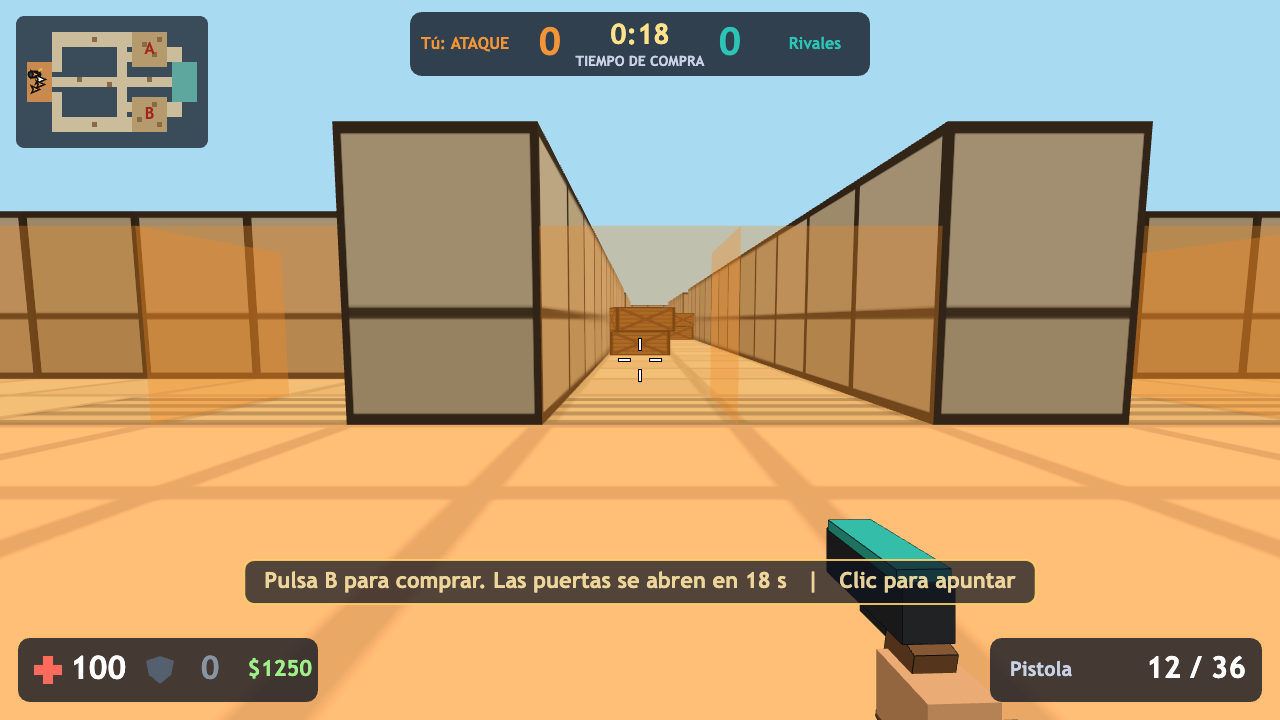 A
B
Tú: ATAQUE 0 0:18 0 Rivales
TIEMPO DE COMPRA
Pulsa B para comprar. Las puertas se abren en 18 s | Clic para apuntar
100 0 $1250
Pistola 12 / 36